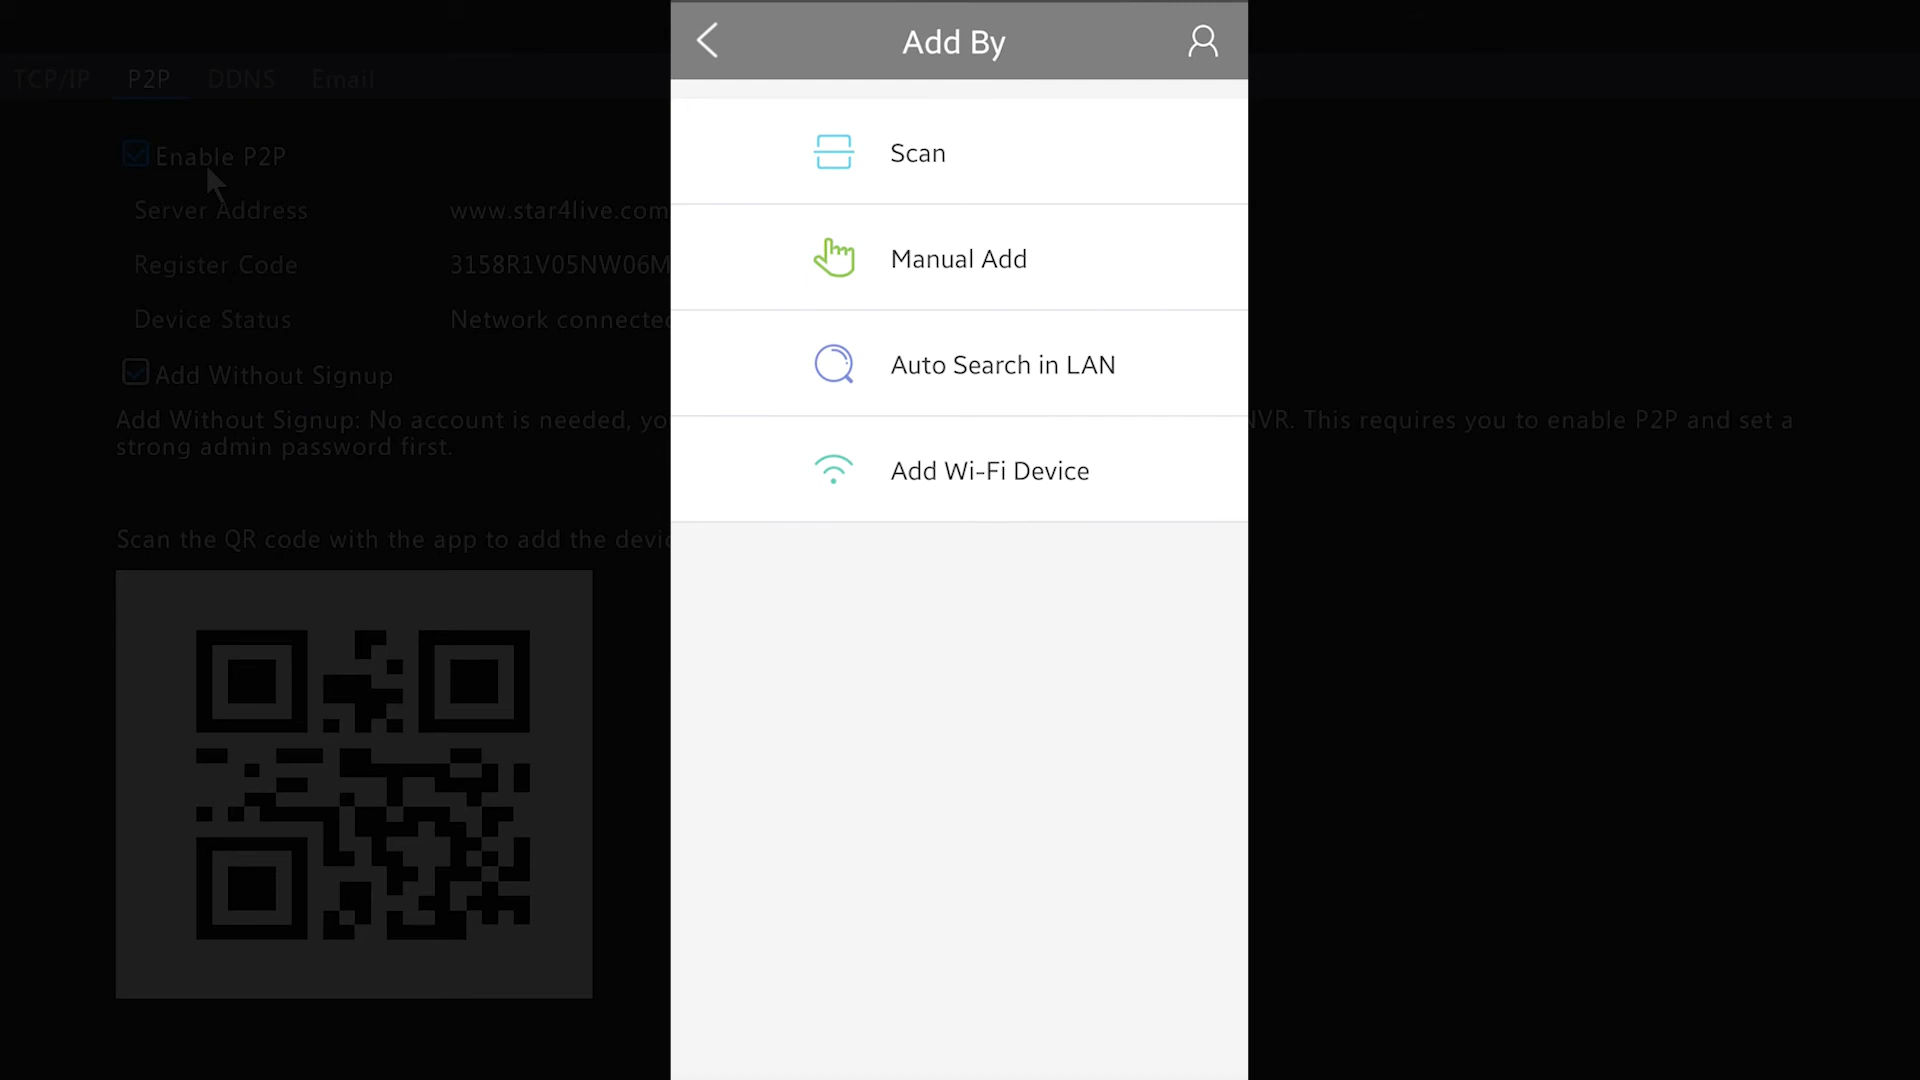 Add By
TCP/IP P2P DDNS Email
Enable P2P
Server Address www.star4live.com
Register Code 3158R1V05NW06M
Device Status Network connected
Add Without Signup
Add Without Signup: No account is needed, yo NVR. This requires you to enable P2P and set a
strong admin password first.
Scan the QR code with the app to add the devic
Scan
Manual Add
Auto Search in LAN
Add Wi-Fi Device